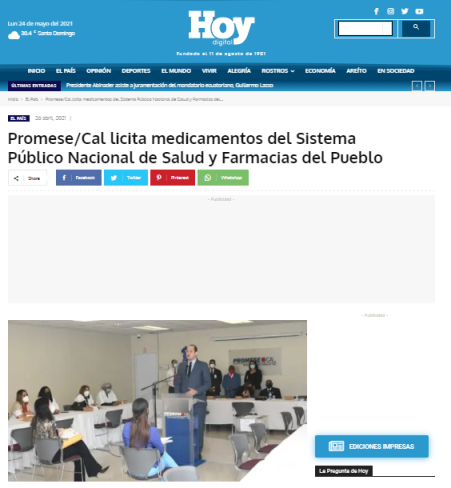 Lun 24 de mayo del 2021
28.4 ° Santo Domingo
Hoy
digital
Fundado el 11 de agosto de 1981
INICIO EL PAÍS OPINIÓN DEPORTES EL MUNDO VIVIR ALEGRÍA ROSTROS ECONOMÍA AREÍTO EN SOCIEDAD
ÚLTIMAS ENTRADAS Presidente Abinader asiste a juramentación del mandatario ecuatoriano, Guillermo Lasso
Inicio › EL País › Promese/Cal licita medicamentos del Sistema Público Nacional de Salud y Farmacias del...
EL PAÍS 26 abril, 2021
Promese/Cal licita medicamentos del Sistema
Público Nacional de Salud y Farmacias del Pueblo
Share Facebook Twitter Pinterest WhatsApp
- Publicidad -
- Publicidad -
PROMESECAL
EDICIONES IMPRESAS
La Pregunta de Hoy